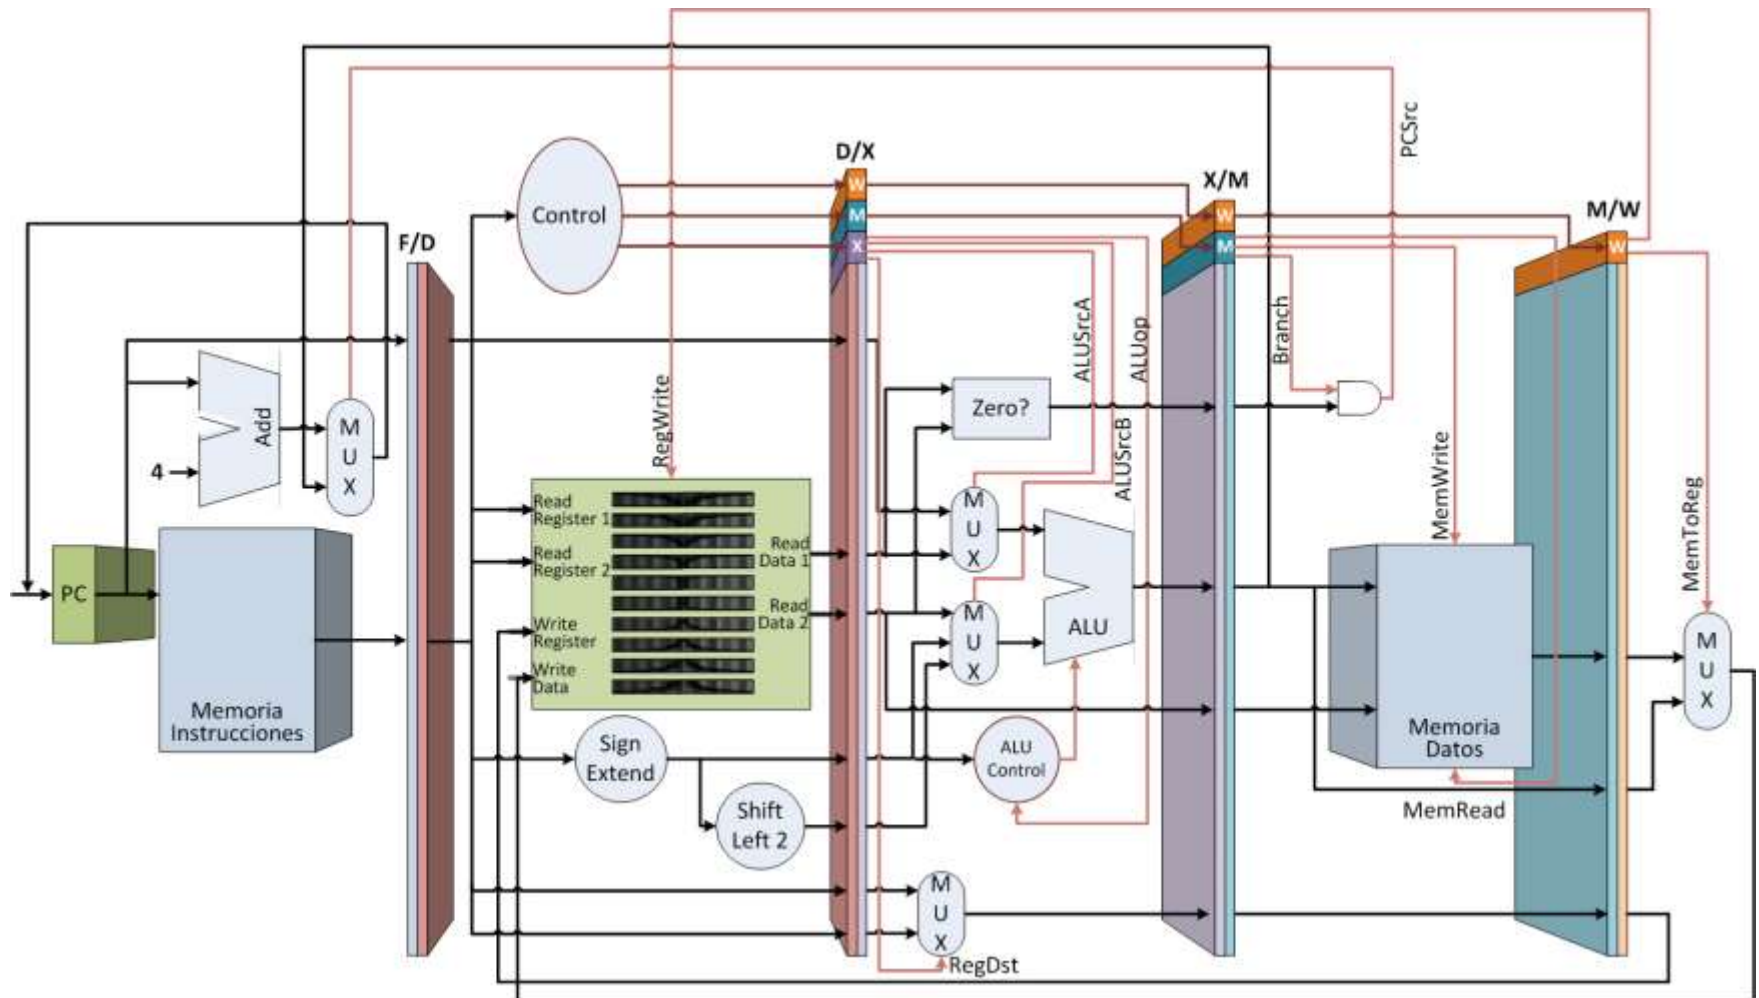 PCSrc
D/X
W
X/M
Control
M
W
M/W
F/D
X
M
W
ALUSrcA
ALUop
Branch
Zero?
RegWrite
Add
M
U
X
4
ALUSrcB
MemWrite
MemToReg
Read
Register 1
Read
Register 2
Write
Register
Write
Data
Read
Data 1
Read
Data 2
M
U
X
M
U
X
ALU
PC
Memoria
Instrucciones
Sign
Extend
Shift
Left 2
ALU
Control
Memoria
Datos
MemRead
M
U
X
M
U
X
RegDst